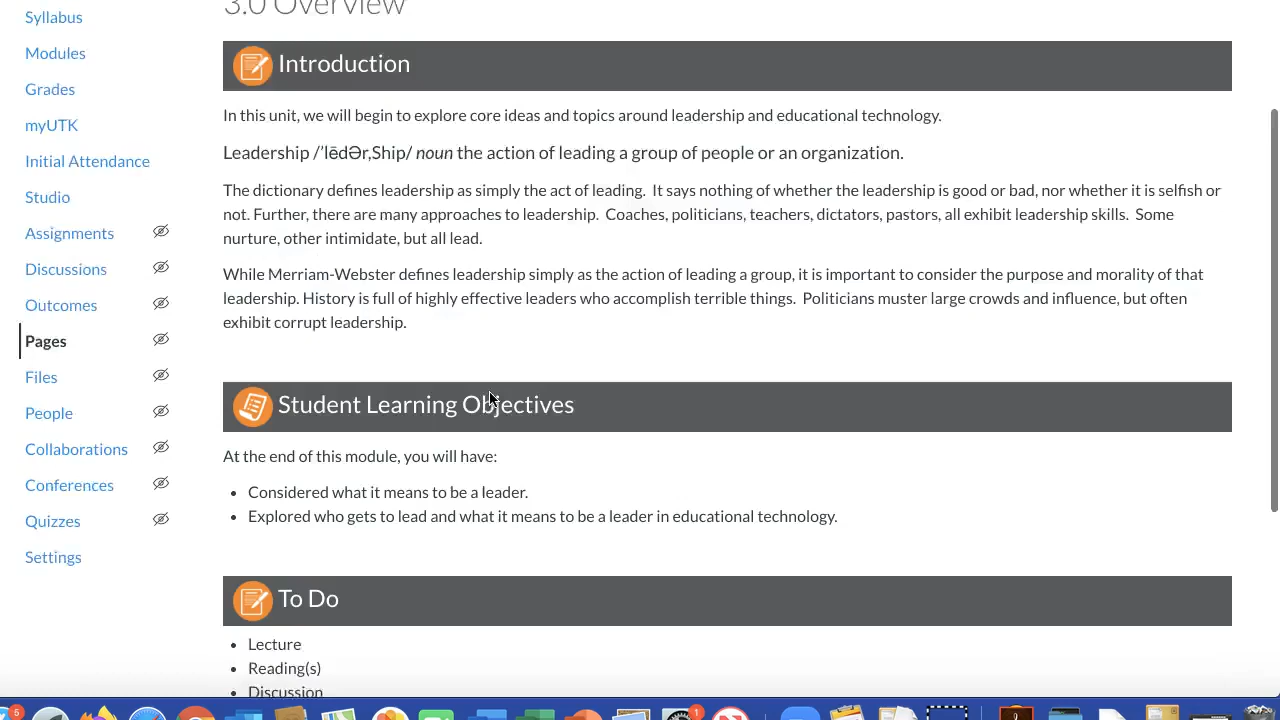 3.0 Overview
Syllabus
Modules
Grades
myUTK
Initial Attendance
Studio
Assignments
Discussions
Outcomes
Pages
Files
People
Collaborations
Conferences
Quizzes
Settings
Introduction
In this unit, we will begin to explore core ideas and topics around leadership and educational technology.
Leadership /ˈlēdƏr,Ship/ noun the action of leading a group of people or an organization.
The dictionary defines leadership as simply the act of leading.  It says nothing of whether the leadership is good or bad, nor whether it is selfish or
not. Further, there are many approaches to leadership.  Coaches, politicians, teachers, dictators, pastors, all exhibit leadership skills.  Some
nurture, other intimidate, but all lead.
While Merriam-Webster defines leadership simply as the action of leading a group, it is important to consider the purpose and morality of that
leadership. History is full of highly effective leaders who accomplish terrible things.  Politicians muster large crowds and influence, but often
exhibit corrupt leadership.
Student Learning Objectives
At the end of this module, you will have:
• Considered what it means to be a leader.
• Explored who gets to lead and what it means to be a leader in educational technology.
To Do
• Lecture
• Reading(s)
• Discussion
5
1